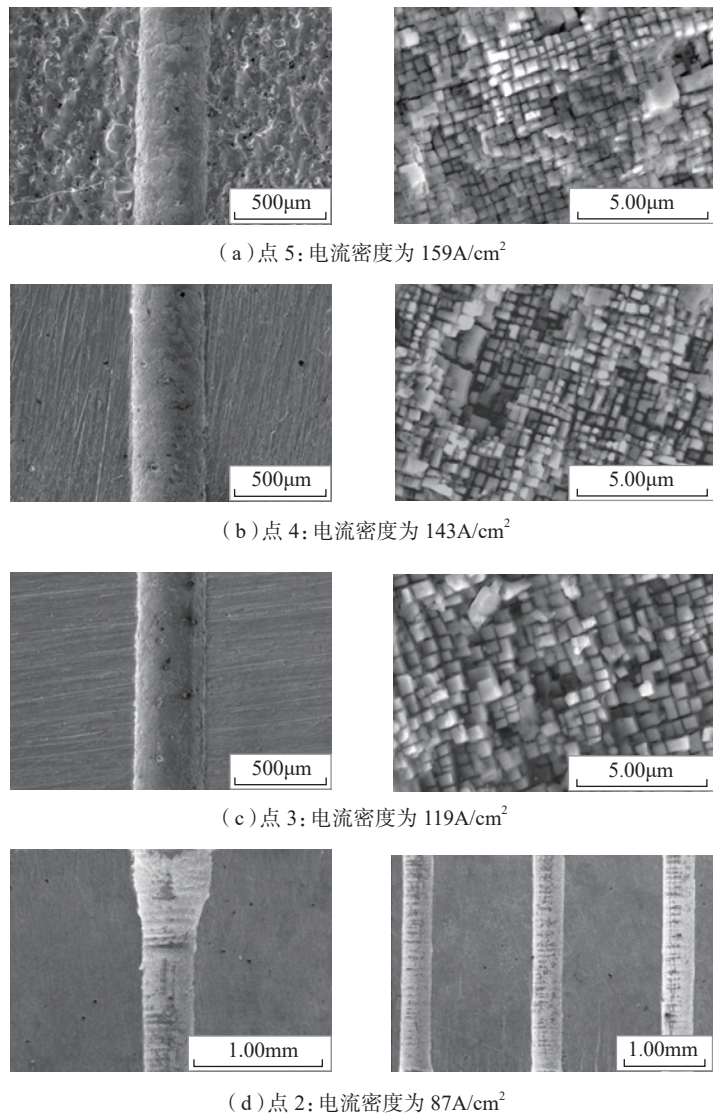 500μm
5.00μm
(a)点 5:电流密度为 159A/cm²
500μm
5.00μm
(b)点 4:电流密度为 143A/cm²
500μm
5.00μm
(c)点 3:电流密度为 119A/cm²
1.00mm
1.00mm
(d)点 2:电流密度为 87A/cm²